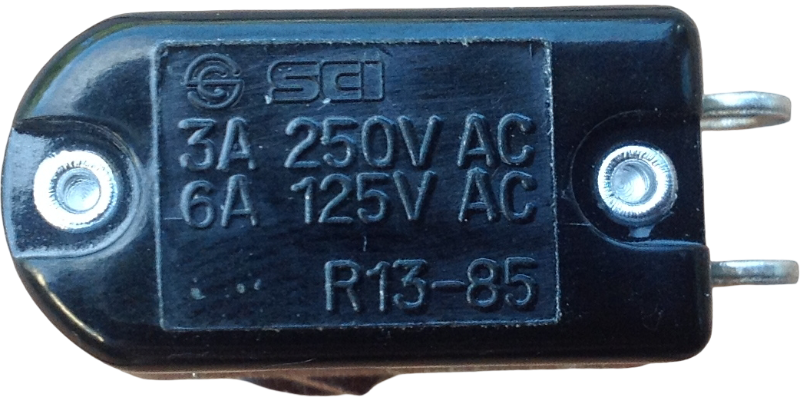 SCI
3A 250V AC
6A 125V AC
R13-85